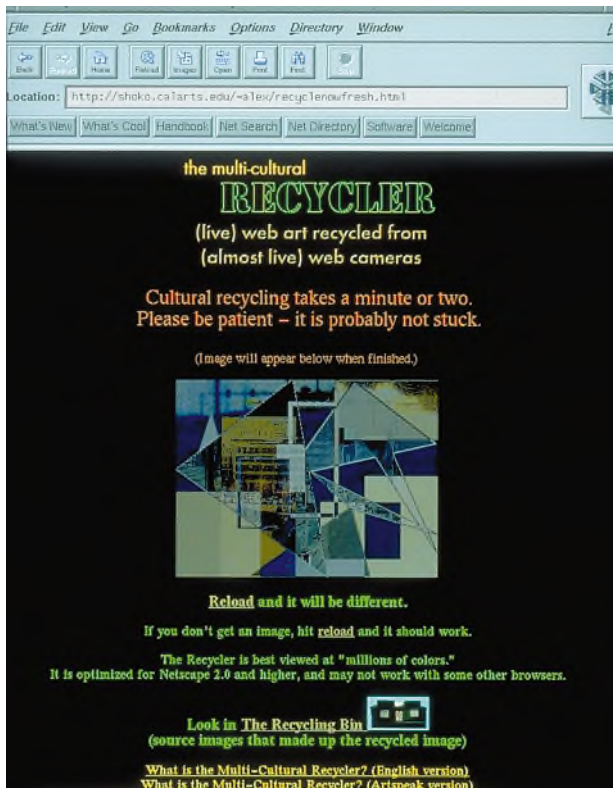 File Edit View Go Bookmarks Options Directory Window
Back Home Reload Images Open Print Find
Location: http://shoko.calarts.edu/~alex/recyclenowfresh.html
What's New What's Cool Handbook Net Search Net Directory Software Welcome
the multi-cultural
RECYCLER
(live) web art recycled from
(almost live) web cameras
Cultural recycling takes a minute or two.
Please be patient – it is probably not stuck.
(Image will appear below when finished.)
Reload and it will be different.
If you don't get an image, hit reload and it should work.
The Recycler is best viewed at "millions of colors."
It is optimized for Netscape 2.0 and higher, and may not work with some other browsers.
Look in The Recycling Bin
(source images that made up the recycled image)
What is the Multi-Cultural Recycler? (English version)
What is the Multi-Cultural Recycler? (Artspeak version)